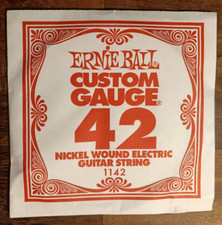 ERNIE BALL
CUSTOM
GAUGE®
42
NICKEL WOUND ELECTRIC
GUITAR STRING
1142